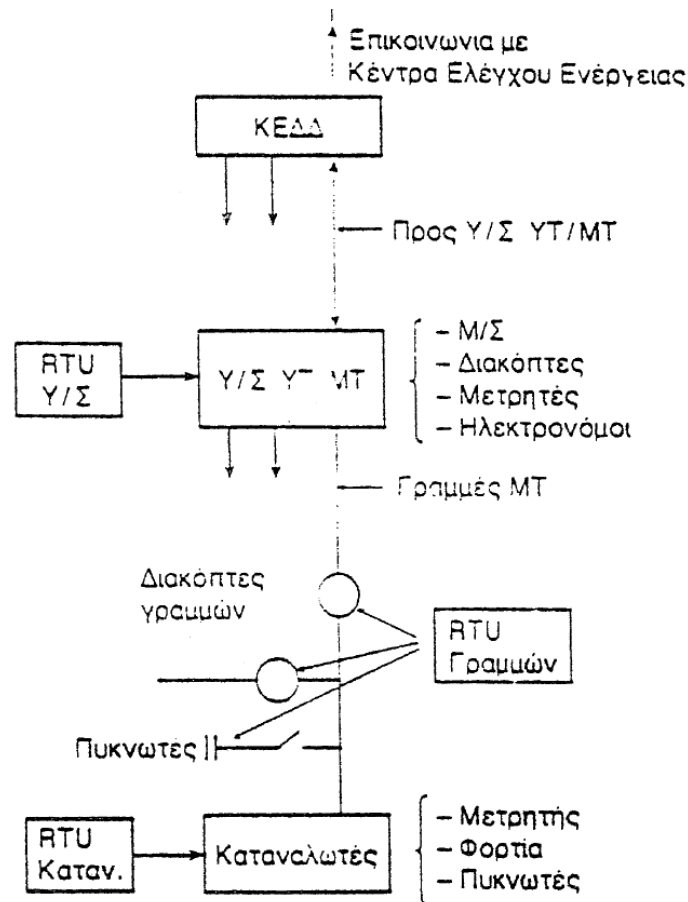 Επικοινωνια με
Κέντρα Ελέγχου Ενέργειας
ΚΕΔΔ
Προς Υ/Σ ΥΤ/ΜΤ
RTU
Υ/Σ
Υ/Σ ΥΤ ΜΤ
– Μ/Σ
– Διακόπτες
– Μετρητές
– Ηλεκτρονόμοι
Γραμμές ΜΤ
Διακόπτες
γραμμών
RTU
Γραμμών
Πυκνωτές
RTU
Καταν.
Καταναλωτές
– Μετρητής
– Φορτία
– Πυκνωτές